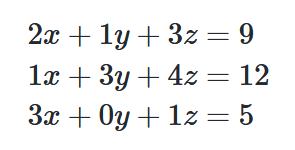 2x + 1y + 3z = 9
1x + 3y + 4z = 12
3x + 0y + 1z = 5